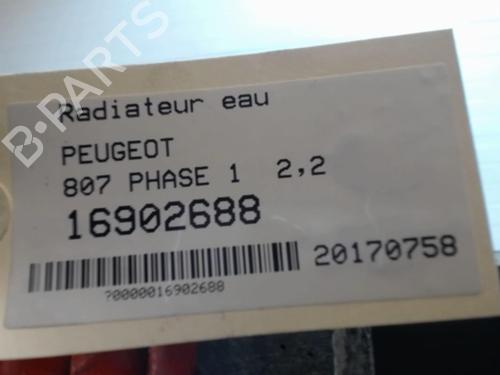 Radiateur eau
PEUGEOT
807 PHASE 1 2,2
16902688
20170758
?0000016902688
B-PARTS